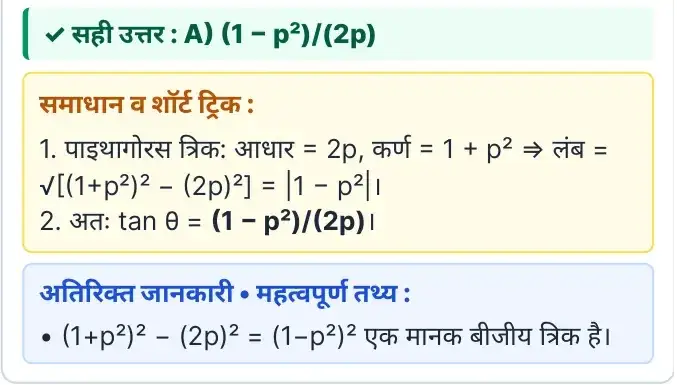 ✓ सही उत्तर : A) (1 − p²)/(2p)
समाधान व शॉर्ट ट्रिक :
1. पाइथागोरस त्रिक: आधार = 2p, कर्ण = 1 + p² ⇒ लंब =
√[(1+p²)² − (2p)²] = |1 − p²|।
2. अतः tan θ = (1 − p²)/(2p)।
अतिरिक्त जानकारी • महत्वपूर्ण तथ्य :
• (1+p²)² − (2p)² = (1−p²)² एक मानक बीजीय त्रिक है।